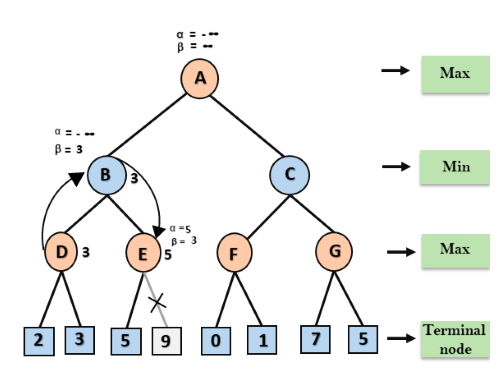 α = - ∞
β = ∞
A
Max
α = - ∞
β = 3
B
3
C
Min
α =5
β = 3
D
3
E
5
F
G
Max
2
3
5
9
0
1
7
5
Terminal
node